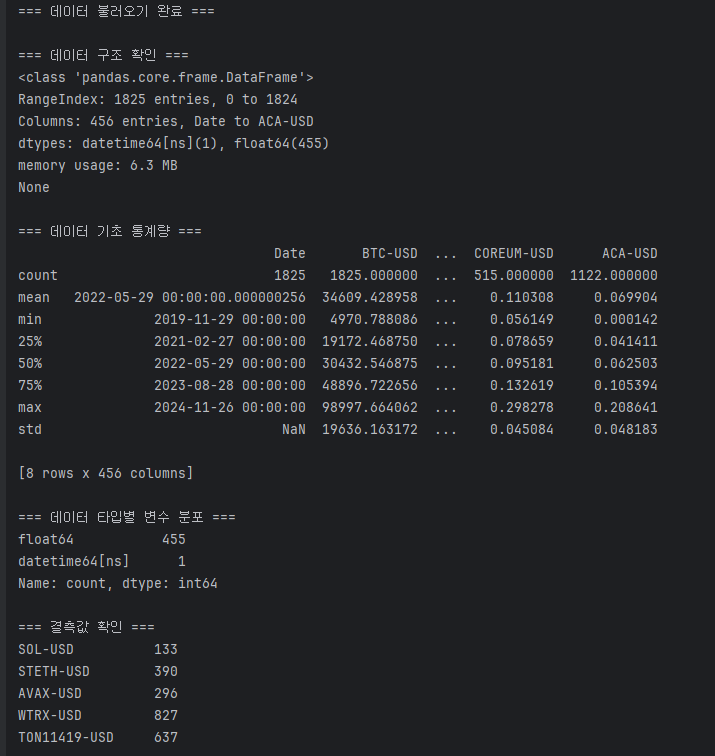 === 데이터 불러오기 완료 ===
=== 데이터 구조 확인 ===
<class 'pandas.core.frame.DataFrame'>
RangeIndex: 1825 entries, 0 to 1824
Columns: 456 entries, Date to ACA-USD
dtypes: datetime64[ns](1), float64(455)
memory usage: 6.3 MB
None
=== 데이터 기초 통계량 ===
Date BTC-USD ... COREUM-USD ACA-USD
count 1825 1825.000000 ... 515.000000 1122.000000
mean 2022-05-29 00:00:00.000000256 34609.428958 ... 0.110308 0.069904
min 2019-11-29 00:00:00 4970.788086 ... 0.056149 0.000142
25% 2021-02-27 00:00:00 19172.468750 ... 0.078659 0.041411
50% 2022-05-29 00:00:00 30432.546875 ... 0.095181 0.062503
75% 2023-08-28 00:00:00 48896.722656 ... 0.132619 0.105394
max 2024-11-26 00:00:00 98997.664062 ... 0.298278 0.208641
std NaN 19636.163172 ... 0.045084 0.048183
[8 rows x 456 columns]
=== 데이터 타입별 변수 분포 ===
float64 455
datetime64[ns] 1
Name: count, dtype: int64
=== 결측값 확인 ===
SOL-USD 133
STETH-USD 390
AVAX-USD 296
WTRX-USD 827
TON11419-USD 637